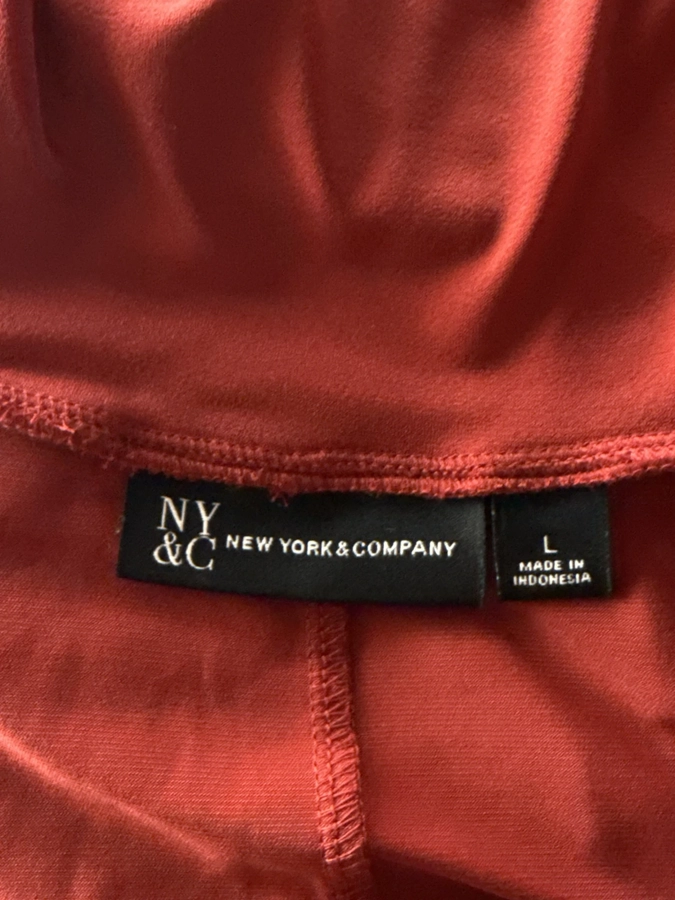 NY
&C NEW YORK & COMPANY
L
MADE IN
INDONESIA